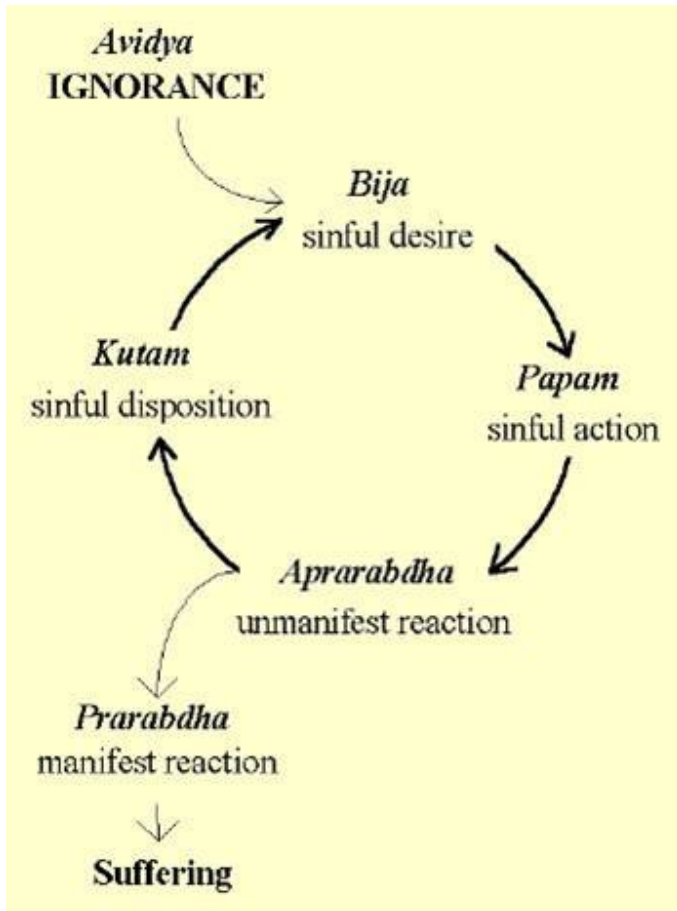 Avidya
IGNORANCE
Bija
sinful desire
Kutam
sinful disposition
Papam
sinful action
Aprarabdha
unmanifest reaction
Prarabdha
manifest reaction
Suffering